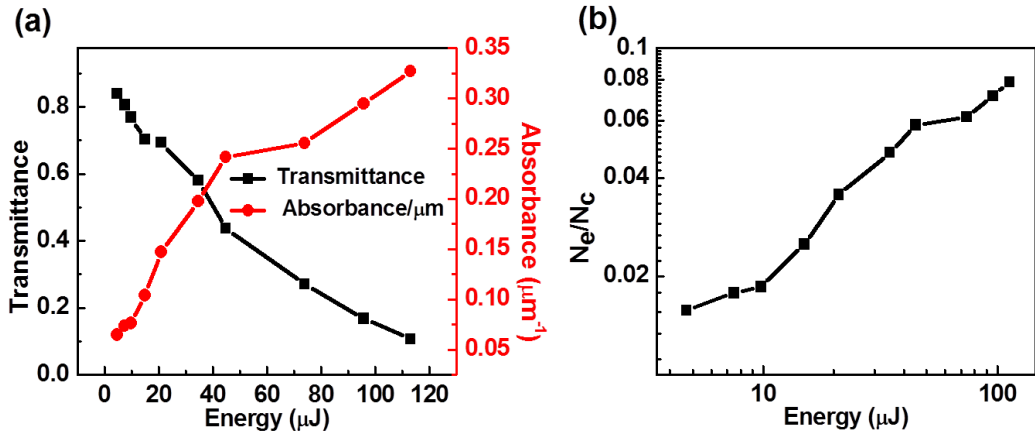 (a)
Transmittance
0.8
0.6
0.4
0.2
0.0
0 20 40 60 80 100 120
Energy (μJ)
Transmittance
Absorbance/μm
0.35
0.30
0.25
0.20
0.15
0.10
0.05
Absorbance (μm⁻¹)
(b)
Ne/Nc
0.1
0.08
0.06
0.04
0.02
10 100
Energy (μJ)